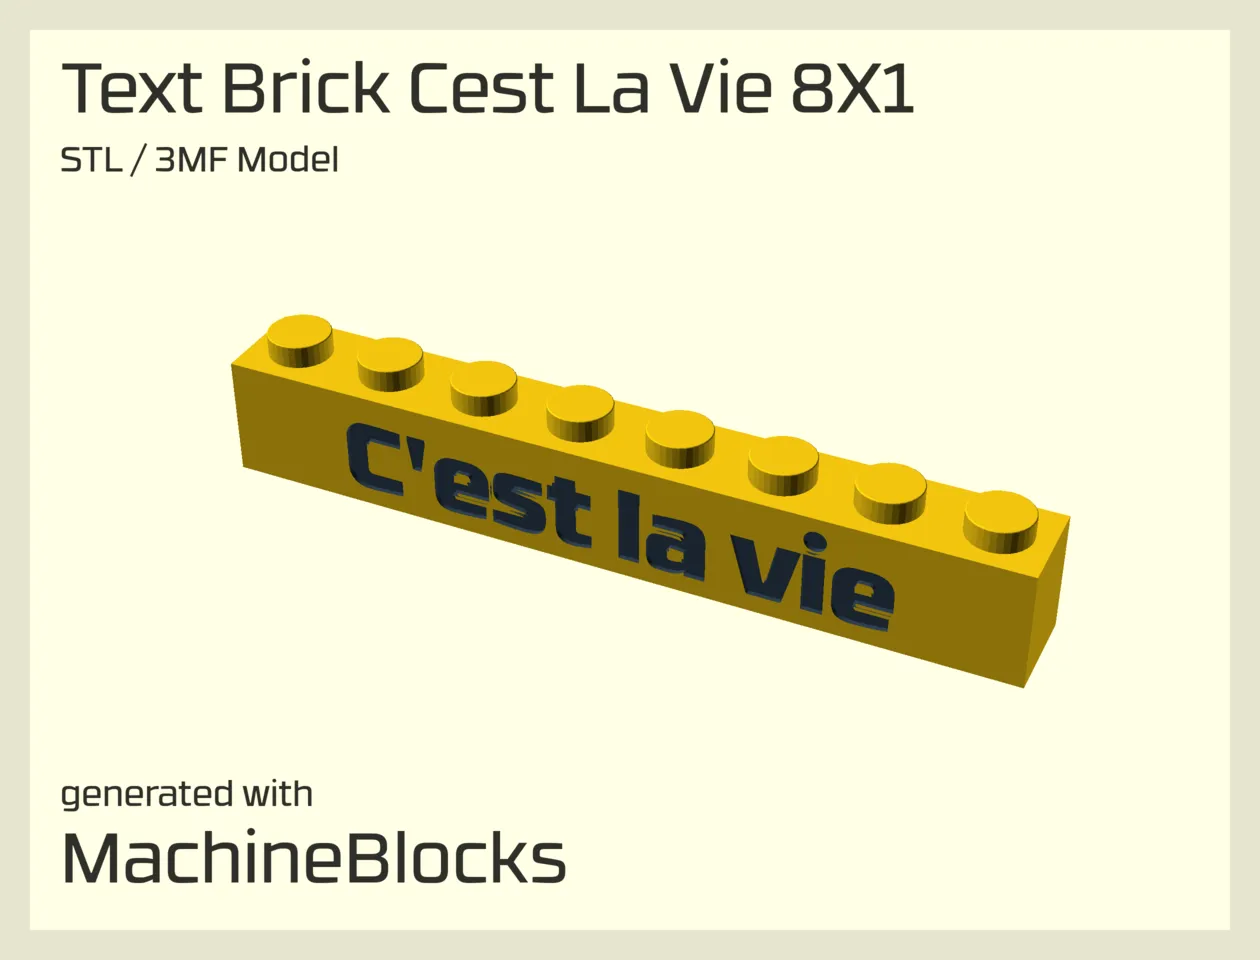 Text Brick Cest La Vie 8X1
STL / 3MF Model
C'est la vie
generated with
MachineBlocks